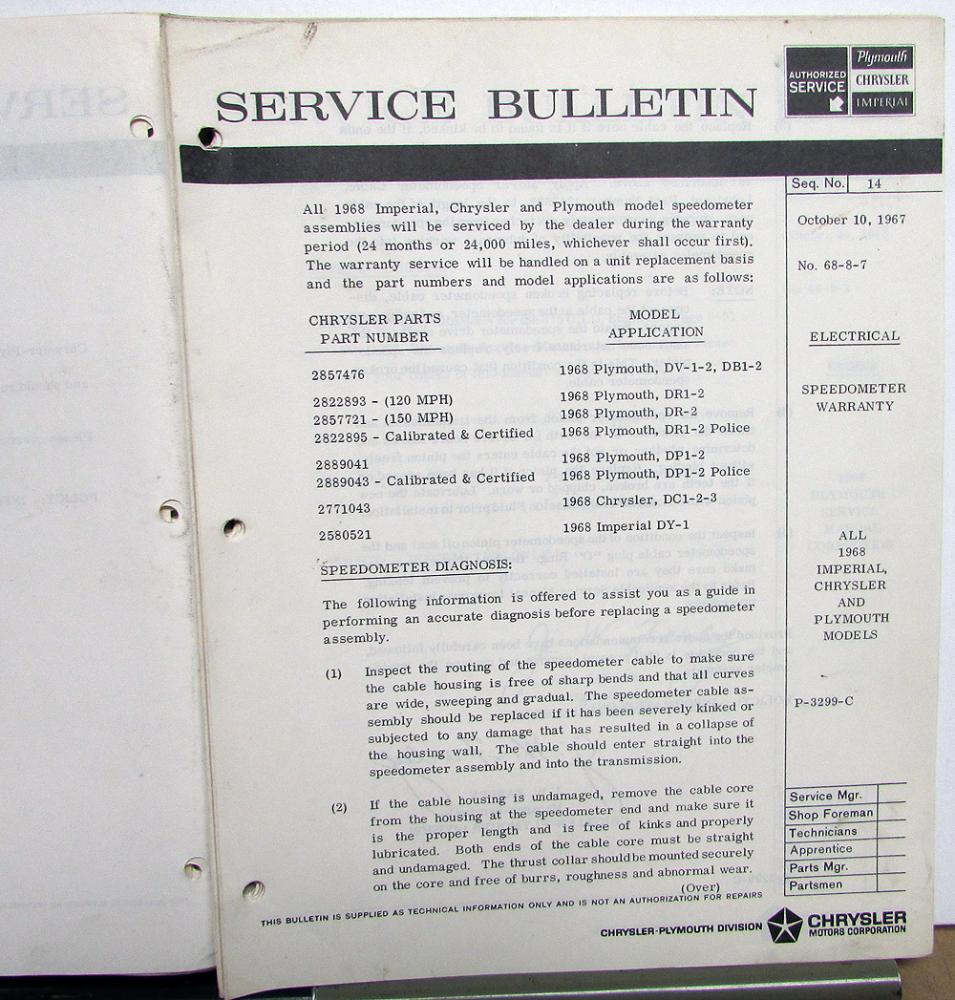 SERVICE BULLETIN
AUTHORIZED
SERVICE
Plymouth
CHRYSLER
IMPERIAL
Seq. No. 14
October 10, 1967
No. 68-8-7
ELECTRICAL
SPEEDOMETER
WARRANTY
ALL
1968
IMPERIAL,
CHRYSLER
AND
PLYMOUTH
MODELS
P-3299-C
All 1968 Imperial, Chrysler and Plymouth model speedometer
assemblies will be serviced by the dealer during the warranty
period (24 months or 24,000 miles, whichever shall occur first).
The warranty service will be handled on a unit replacement basis
and the part numbers and model applications are as follows:
CHRYSLER PARTS MODEL
PART NUMBER APPLICATION
2857476 1968 Plymouth, DV-1-2, DB1-2
2822893 - (120 MPH) 1968 Plymouth, DR1-2
2857721 - (150 MPH) 1968 Plymouth, DR-2
2822895 - Calibrated & Certified 1968 Plymouth, DR1-2 Police
2889041 1968 Plymouth, DP1-2
2889043 - Calibrated & Certified 1968 Plymouth, DP1-2 Police
2771043 1968 Chrysler, DC1-2-3
2580521 1968 Imperial DY-1
SPEEDOMETER DIAGNOSIS:
The following information is offered to assist you as a guide in
performing an accurate diagnosis before replacing a speedometer
assembly.
(1) Inspect the routing of the speedometer cable to make sure
the cable housing is free of sharp bends and that all curves
are wide, sweeping and gradual. The speedometer cable as-
sembly should be replaced if it has been severely kinked or
subjected to any damage that has resulted in a collapse of
the housing wall. The cable should enter straight into the
speedometer assembly and into the transmission.
(2) If the cable housing is undamaged, remove the cable core
from the housing at the speedometer end and make sure it
is the proper length and is free of kinks and properly
lubricated. Both ends of the cable core must be straight
and undamaged. The thrust collar should be mounted securely
on the core and free of burrs, roughness and abnormal wear.
(Over)
Service Mgr.
Shop Foreman
Technicians
Apprentice
Parts Mgr.
Partsmen
THIS BULLETIN IS SUPPLIED AS TECHNICAL INFORMATION ONLY AND IS NOT AN AUTHORIZATION FOR REPAIRS
CHRYSLER-PLYMOUTH DIVISION
CHRYSLER
MOTORS CORPORATION